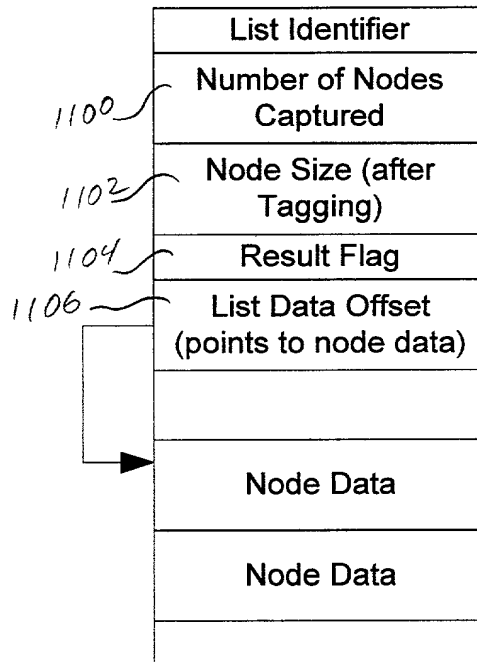 List Identifier
1100
Number of Nodes
Captured
1102
Node Size (after
Tagging)
1104
Result Flag
1106
List Data Offset
(points to node data)
Node Data
Node Data